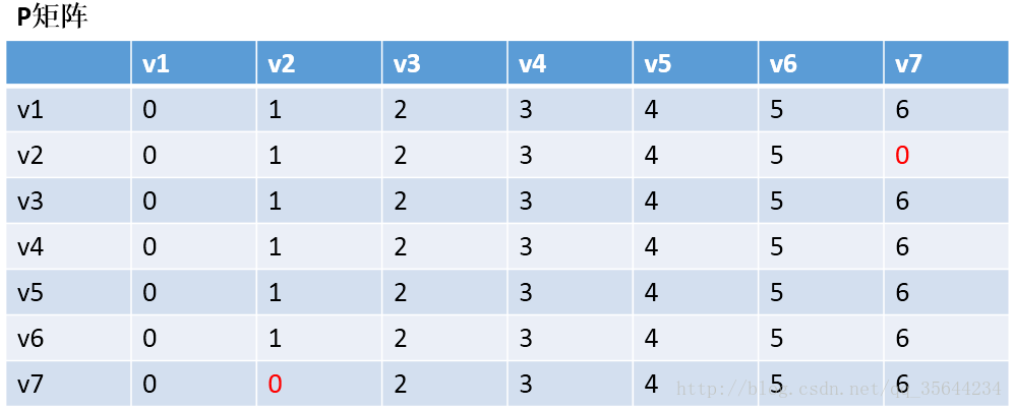 P矩阵
v1 v2 v3 v4 v5 v6 v7
v1 0 1 2 3 4 5 6
v2 0 1 2 3 4 5 0
v3 0 1 2 3 4 5 6
v4 0 1 2 3 4 5 6
v5 0 1 2 3 4 5 6
v6 0 1 2 3 4 5 6
v7 0 0 2 3 4 5 6
http://blog.csdn.net/qq_35644234